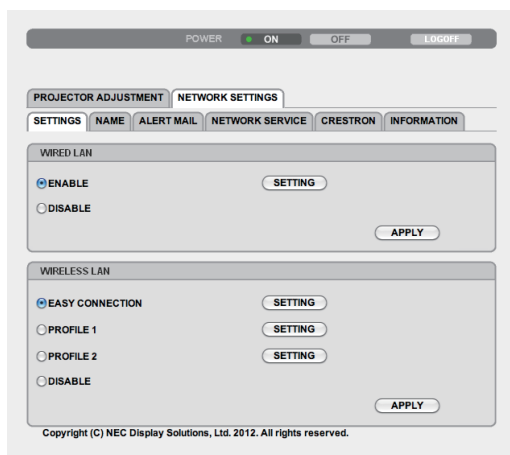 POWER ON OFF LOGOFF
PROJECTOR ADJUSTMENT NETWORK SETTINGS
SETTINGS NAME ALERT MAIL NETWORK SERVICE CRESTRON INFORMATION
WIRED LAN
ENABLE SETTING
DISABLE
APPLY
WIRELESS LAN
EASY CONNECTION SETTING
PROFILE 1 SETTING
PROFILE 2 SETTING
DISABLE
APPLY
Copyright (C) NEC Display Solutions, Ltd. 2012. All rights reserved.